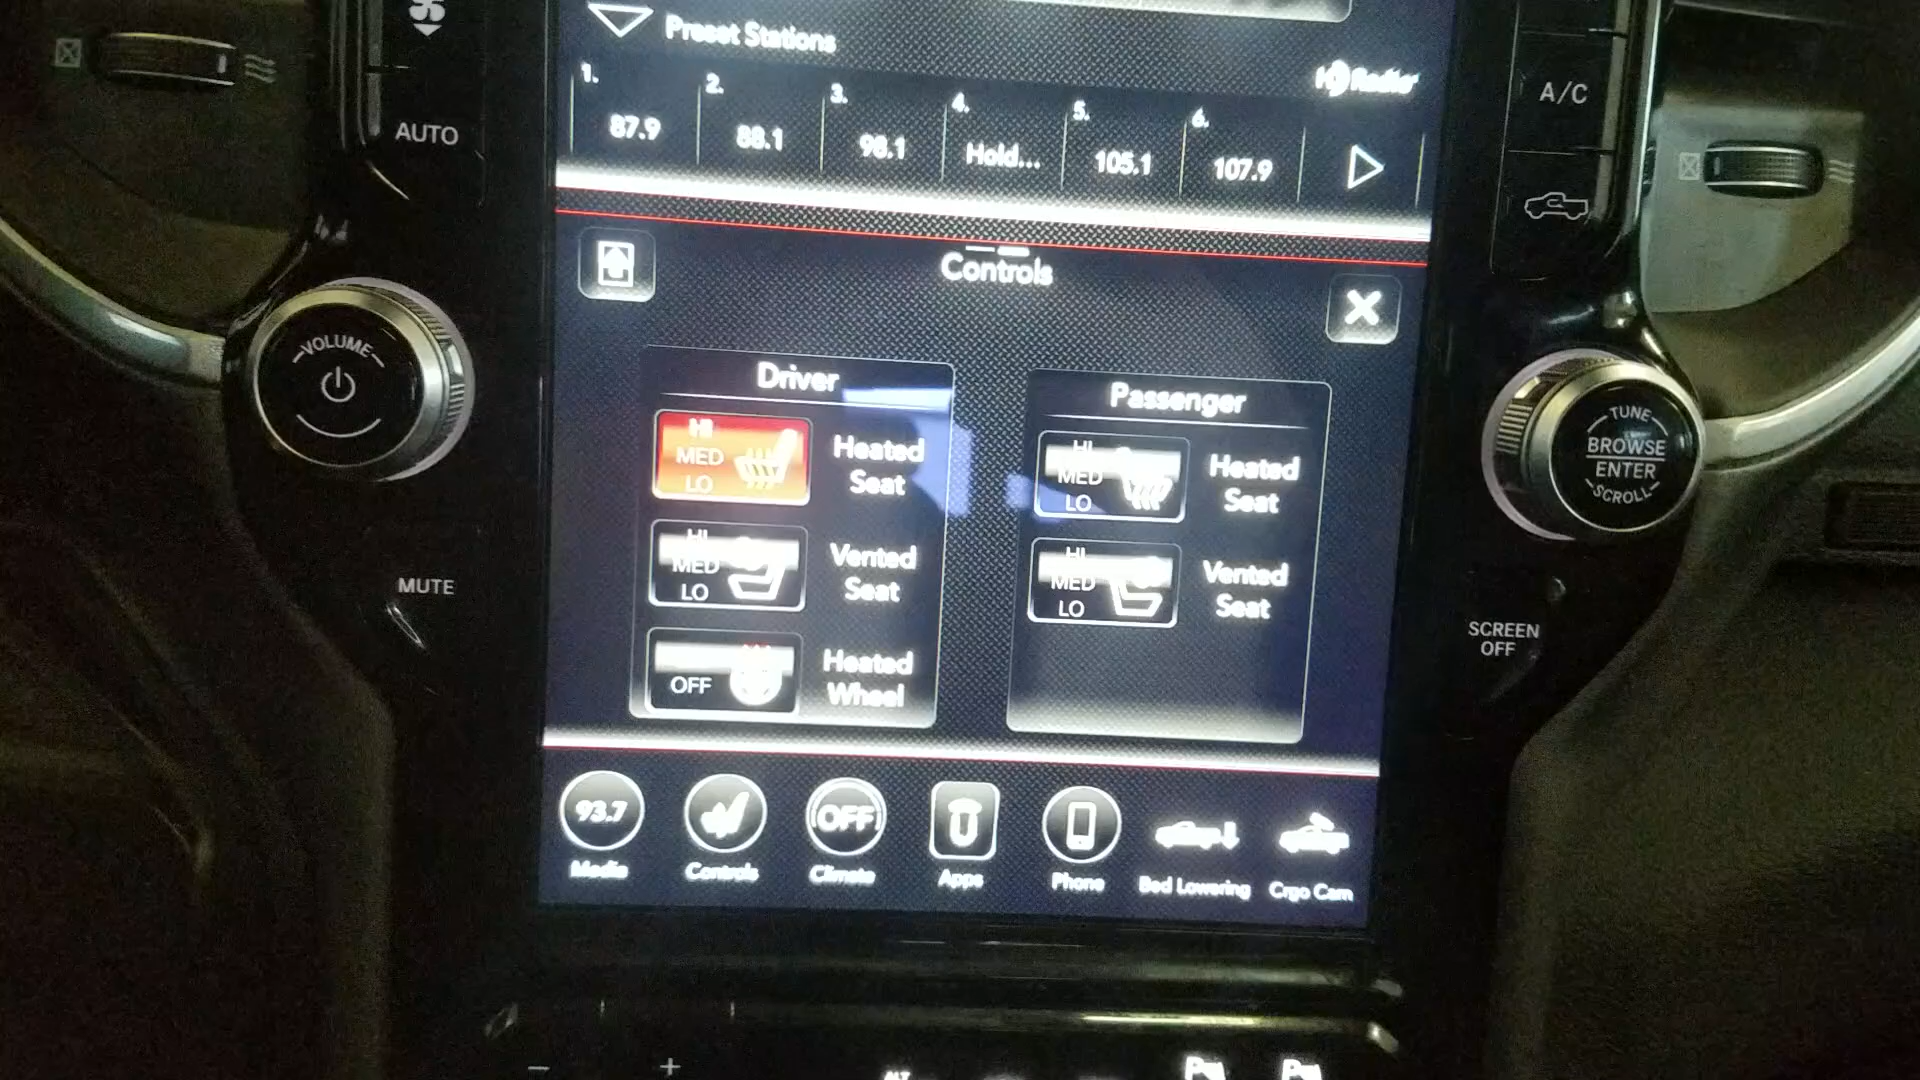 Preset Stations
HD Radio
1.
87.9
2.
88.1
3.
98.1
4.
Hold...
5.
105.1
6.
107.9
A/C
AUTO
Controls
VOLUME
Driver
HI
MED
LO
Heated
Seat
HI
MED
LO
Vented
Seat
OFF
Heated
Wheel
Passenger
HI
MED
LO
Heated
Seat
HI
MED
LO
Vented
Seat
TUNE
BROWSE
ENTER
SCROLL
MUTE
SCREEN
OFF
93.7
Media
Controls
OFF
Climate
Apps
Phone
Bed Lowering
Crgo Cam
- +